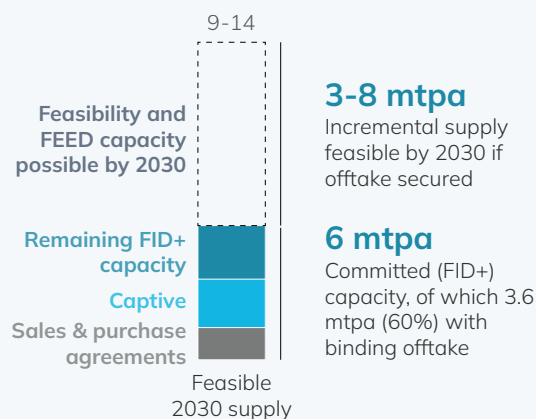 9-14
Feasibility and
FEED capacity
possible by 2030
3-8 mtpa
Incremental supply
feasible by 2030 if
offtake secured
Remaining FID+
capacity
Captive
Sales & purchase
agreements
6 mtpa
Committed (FID+)
capacity, of which 3.6
mtpa (60%) with
binding offtake
Feasible
2030 supply